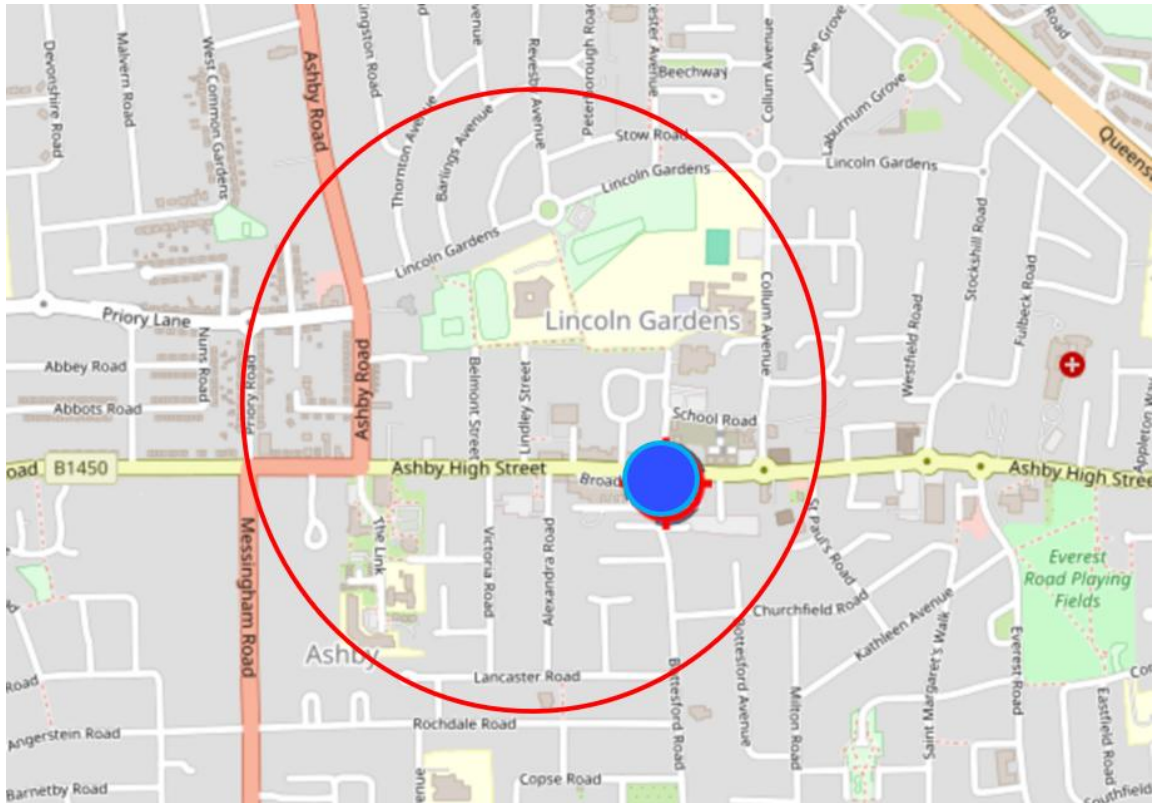 Devonshire Road
Malvern Road
West Common Gardens
Ashby Road
Kingston Road
Thornton Avenue
Barlings Avenue
Revesby Avenue
Peterborough Road
Beechway
Collum Avenue
Lime Grove
Laburnum Grove
Road
Stow Road
Lincoln Gardens
Lincoln Gardens
Lincoln Gardens
Lincoln Gardens
Priory Lane
Nuns Road
Priory Road
Abbey Road
Abbots Road
Ashby Road
Belmont Street
Lindley Street
School Road
Collum Avenue
Westfield Road
Stockshill Road
Fulbeck Road
Appleton Way
oad
B1450
Ashby High Street
Broad
Ashby High Stree
Messingham Road
The Link
Victoria Road
Alexandra Road
St Paul's Road
Everest
Road Playing
Fields
Churchfield Road
Kathleen Avenue
Ashby
Lancaster Road
Bottesford Road
Bottesford Avenue
Milton Road
Saint Margaret's Walk
Everest Road
Eastfield Road
Road
Rochdale Road
Angerstein Road
Copse Road
Barnetby Road
Southfield